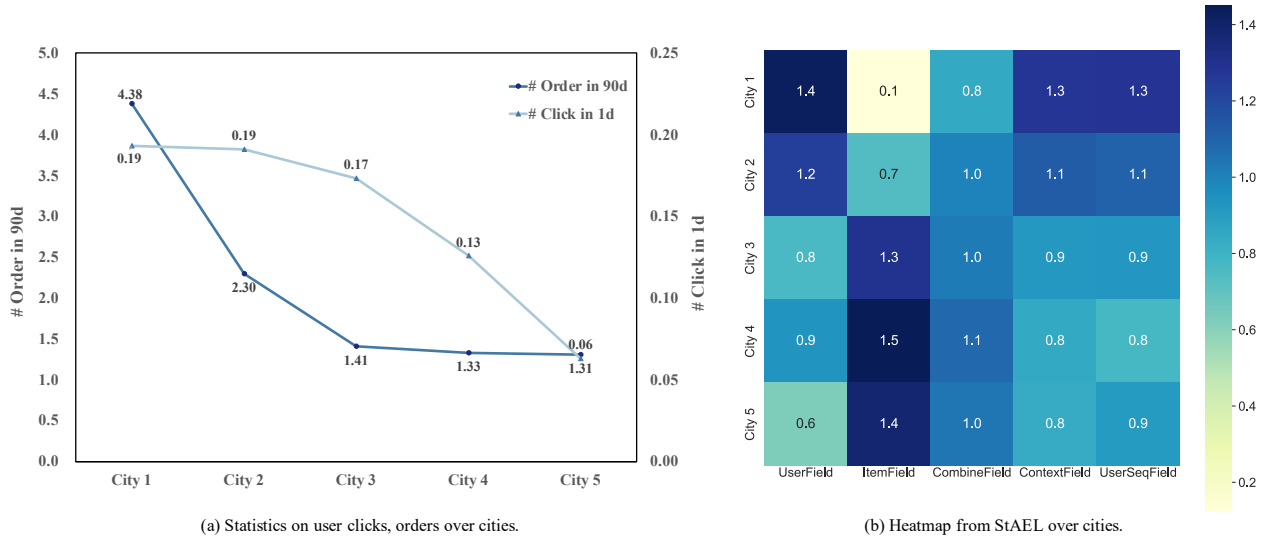 5.0
4.5
4.0
3.5
3.0
2.5
2.0
1.5
1.0
0.5
0.0
# Order in 90d
0.25
0.20
0.15
0.10
0.05
0.00
# Click in 1d
# Order in 90d
# Click in 1d
4.38
2.30
1.41
1.33
1.31
0.19
0.19
0.17
0.13
0.06
City 1 City 2 City 3 City 4 City 5
(a) Statistics on user clicks, orders over cities.
City 1 1.4 0.1 0.8 1.3 1.3
City 2 1.2 0.7 1.0 1.1 1.1
City 3 0.8 1.3 1.0 0.9 0.9
City 4 0.9 1.5 1.1 0.8 0.8
City 5 0.6 1.4 1.0 0.8 0.9
UserField ItemField CombineField ContextField UserSeqField
1.4
1.2
1.0
0.8
0.6
0.4
0.2
(b) Heatmap from StAEL over cities.